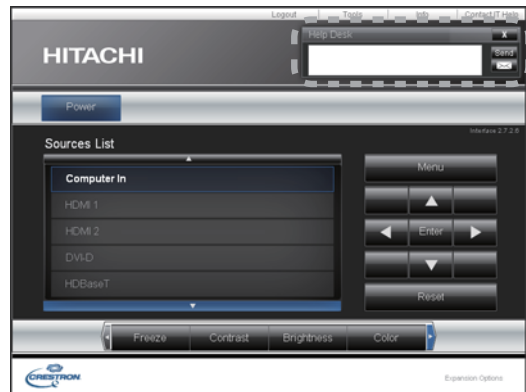 Logout Tools Info Contact IT Help
Help Desk X
HITACHI
Send
Power
Interface 2.7.2.6
Sources List
Computer In
HDMI 1
HDMI 2
DVI-D
HDBaseT
Menu
Enter
Reset
Freeze Contrast Brightness Color
CRESTRON
Expansion Options